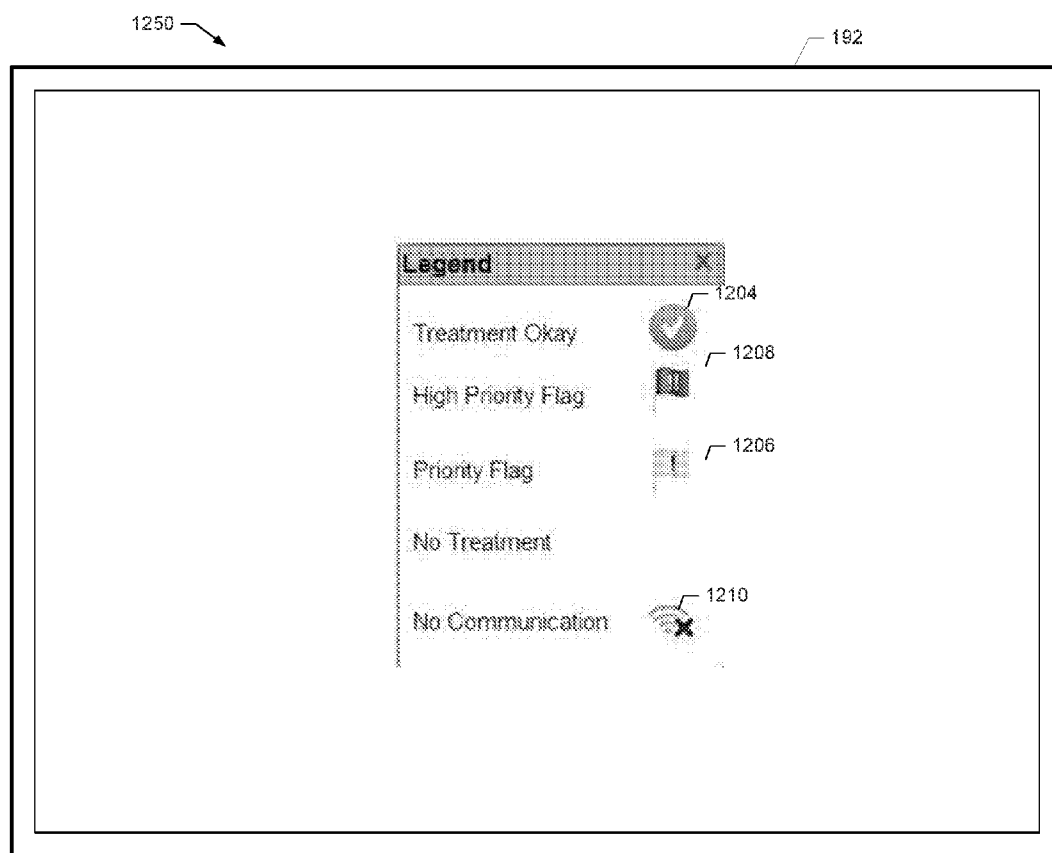 1250
192
Legend X
1204
Treatment Okay
1208
High Priority Flag
1206
Priority Flag !
No Treatment
1210
No Communication